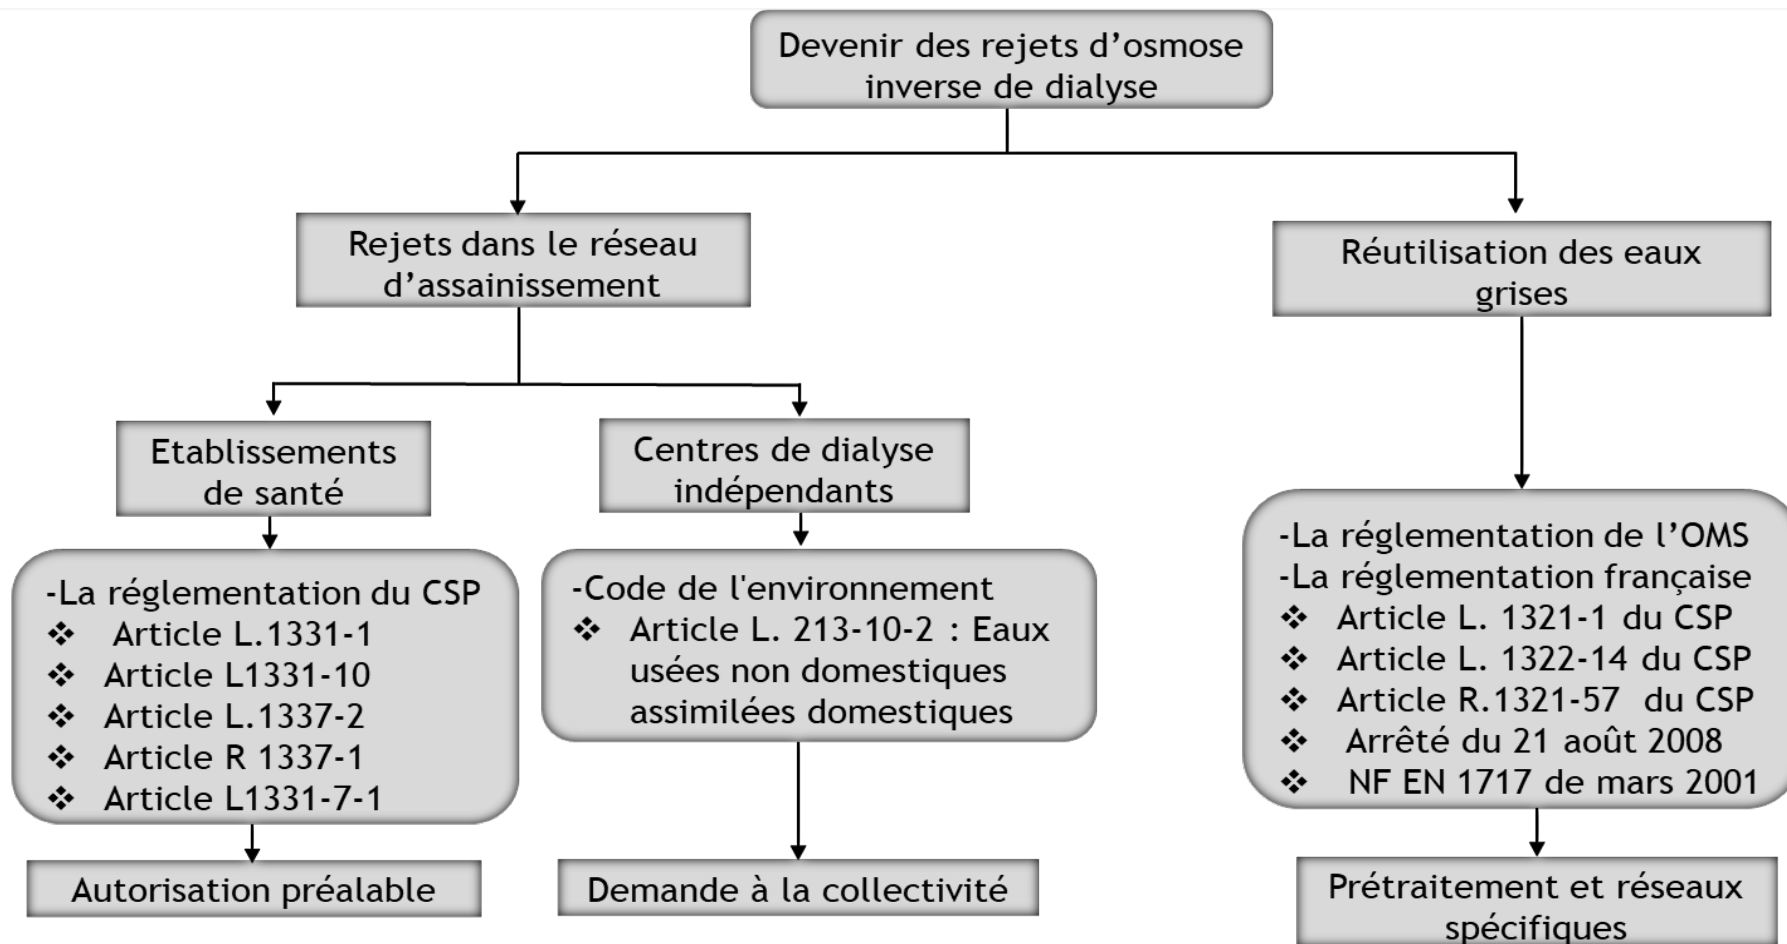 Devenir des rejets d’osmose
inverse de dialyse
Rejets dans le réseau
d’assainissement
Réutilisation des eaux
grises
Etablissements
de santé
Centres de dialyse
indépendants
-La réglementation du CSP
❖ Article L.1331-1
❖ Article L1331-10
❖ Article L.1337-2
❖ Article R 1337-1
❖ Article L1331-7-1
-Code de l'environnement
❖ Article L. 213-10-2 : Eaux
usées non domestiques
assimilées domestiques
-La réglementation de l’OMS
-La réglementation française
❖ Article L. 1321-1 du CSP
❖ Article L. 1322-14 du CSP
❖ Article R.1321-57 du CSP
❖ Arrêté du 21 août 2008
❖ NF EN 1717 de mars 2001
Autorisation préalable
Demande à la collectivité
Prétraitement et réseaux
spécifiques